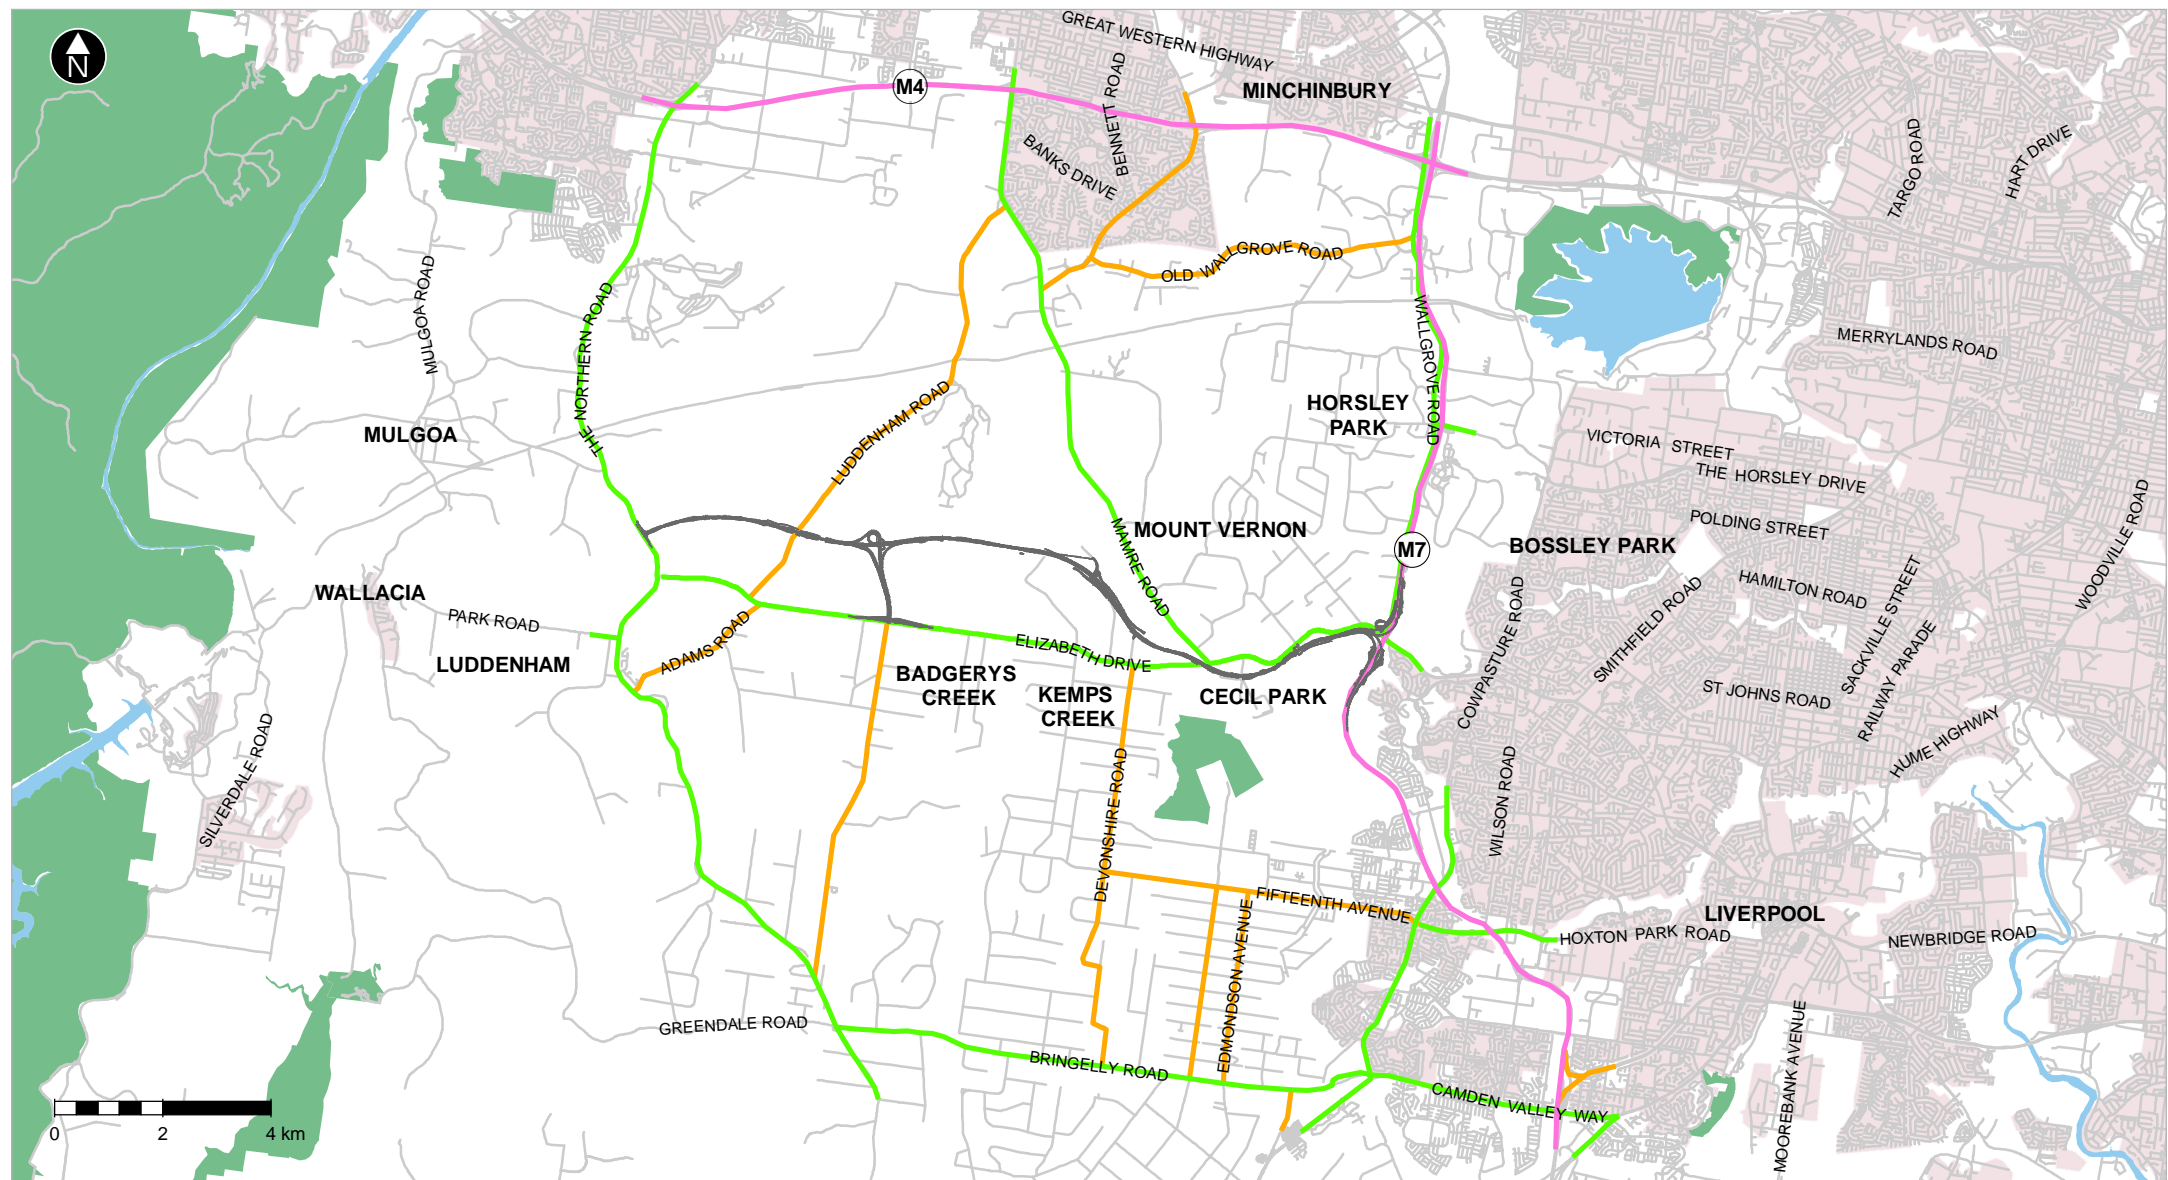 GREAT WESTERN HIGHWAY
N
M4
MINCHINBURY
BENNETT ROAD
BANKS DRIVE
TARGO ROAD
HART DRIVE
MULGOA ROAD
OLD WALLGROVE ROAD
THE NORTHERN ROAD
WALLGROVE ROAD
MERRYLANDS ROAD
LUDDENHAM ROAD
HORSLEY
PARK
MULGOA
VICTORIA STREET
THE HORSLEY DRIVE
POLDING STREET
WOODVILLE ROAD
MOUNT VERNON
MAMRE ROAD
M7
BOSSLEY PARK
WALLACIA
HAMILTON ROAD
SACKVILLE STREET
PARK ROAD
COWPASTURE ROAD
SMITHFIELD ROAD
RAILWAY PARADE
LUDDENHAM
ADAMS ROAD
ELIZABETH DRIVE
BADGERYS
CREEK
KEMPS
CREEK
CECIL PARK
ST JOHNS ROAD
HUME HIGHWAY
SILVERDALE ROAD
DEVONSHIRE ROAD
WILSON ROAD
FIFTEENTH AVENUE
EDMONDSON AVENUE
LIVERPOOL
HOXTON PARK ROAD
NEWBRIDGE ROAD
GREENDALE ROAD
BRINGELLY ROAD
CAMDEN VALLEY WAY
MOOREBANK AVENUE
0 2 4 km